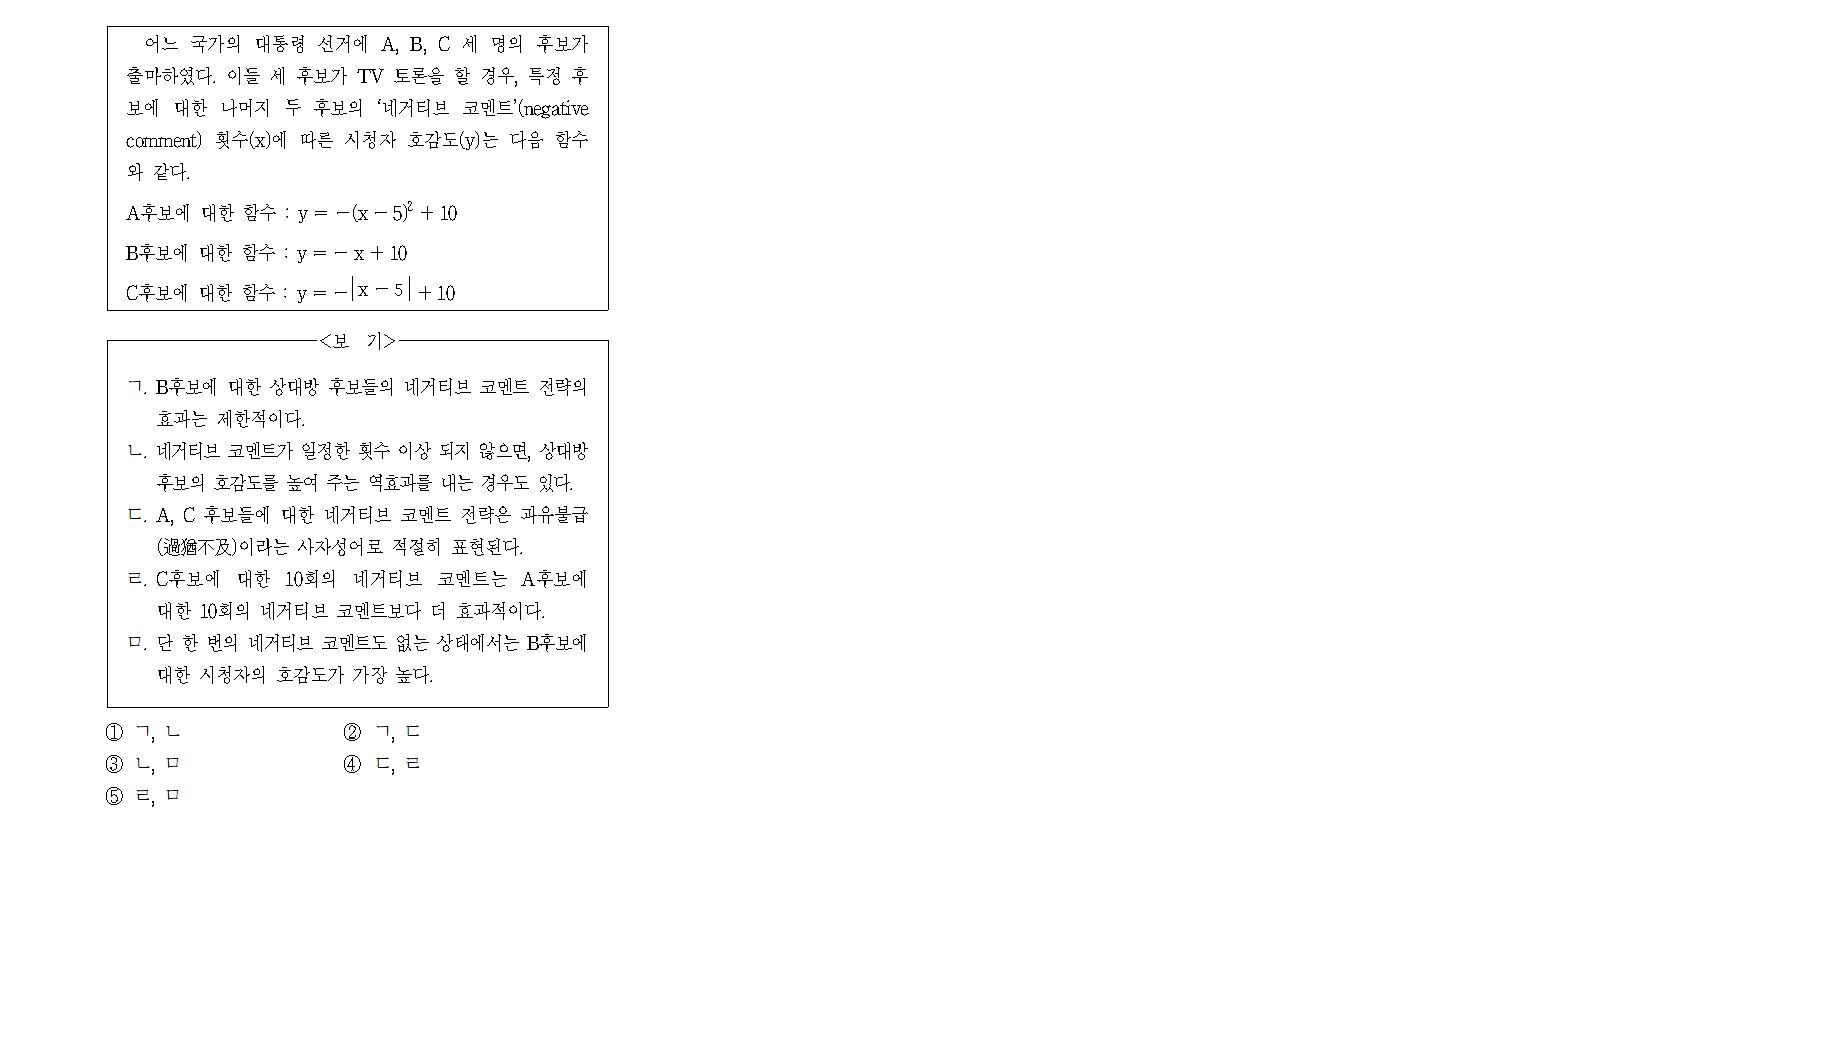 어느 국가의 대통령 선거에 A, B, C 세 명의 후보가
출마하였다. 이들 세 후보가 TV 토론을 할 경우, 특정 후
보에 대한 나머지 두 후보의 ‘네거티브 코멘트’(negative
comment) 횟수(x)에 따른 시청자 호감도(y)는 다음 함수
와 같다.
A후보에 대한 함수 : y = −(x − 5)² + 10
B후보에 대한 함수 : y = − x + 10
C후보에 대한 함수 : y = −|x − 5| + 10
<보 기>
ㄱ. B후보에 대한 상대방 후보들의 네거티브 코멘트 전략의
효과는 제한적이다.
ㄴ. 네거티브 코멘트가 일정한 횟수 이상 되지 않으면, 상대방
후보의 호감도를 높여 주는 역효과를 내는 경우도 있다.
ㄷ. A, C 후보들에 대한 네거티브 코멘트 전략은 과유불급
(過猶不及)이라는 사자성어로 적절히 표현된다.
ㄹ. C후보에 대한 10회의 네거티브 코멘트는 A후보에
대한 10회의 네거티브 코멘트보다 더 효과적이다.
ㅁ. 단 한 번의 네거티브 코멘트도 없는 상태에서는 B후보에
대한 시청자의 호감도가 가장 높다.
① ㄱ, ㄴ ② ㄱ, ㄷ
③ ㄴ, ㅁ ④ ㄷ, ㄹ
⑤ ㄹ, ㅁ